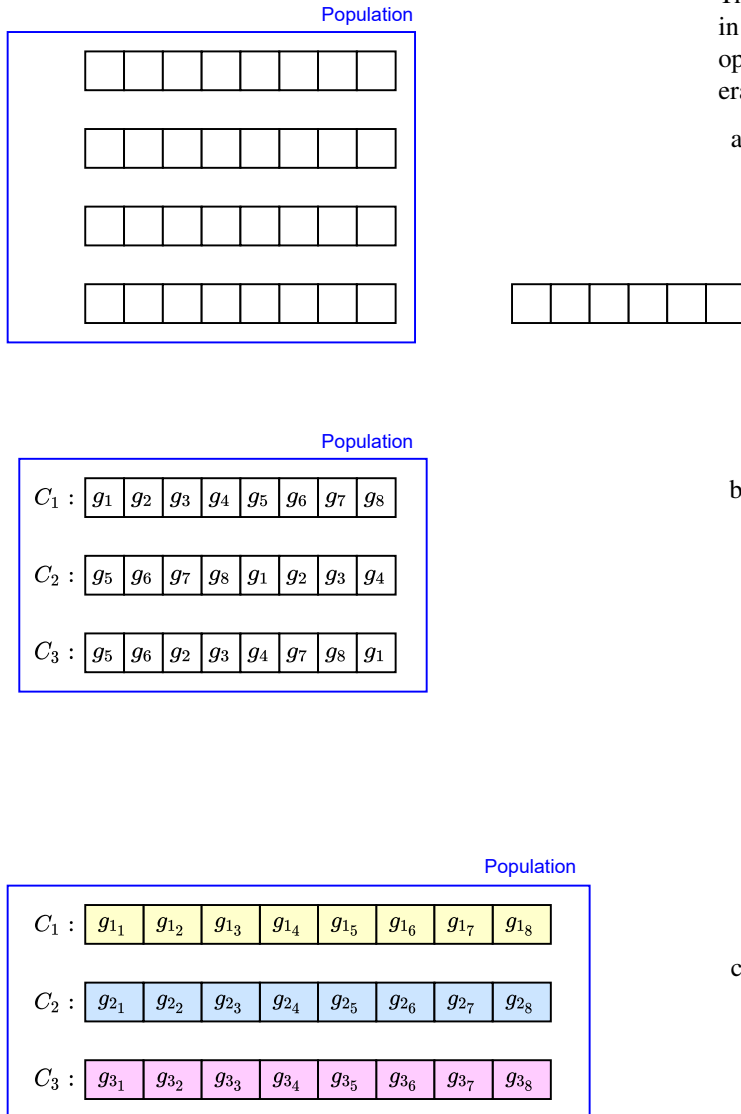 Population
in
op
a
Population
C₁ : g₁ g₂ g₃ g₄ g₅ g₆ g₇ g₈
b
C₂ : g₅ g₆ g₇ g₈ g₁ g₂ g₃ g₄
C₃ : g₅ g₆ g₂ g₃ g₄ g₇ g₈ g₁
Population
C₁ : g₁₁ g₁₂ g₁₃ g₁₄ g₁₅ g₁₆ g₁₇ g₁₈
c
C₂ : g₂₁ g₂₂ g₂₃ g₂₄ g₂₅ g₂₆ g₂₇ g₂₈
C₃ : g₃₁ g₃₂ g₃₃ g₃₄ g₃₅ g₃₆ g₃₇ g₃₈